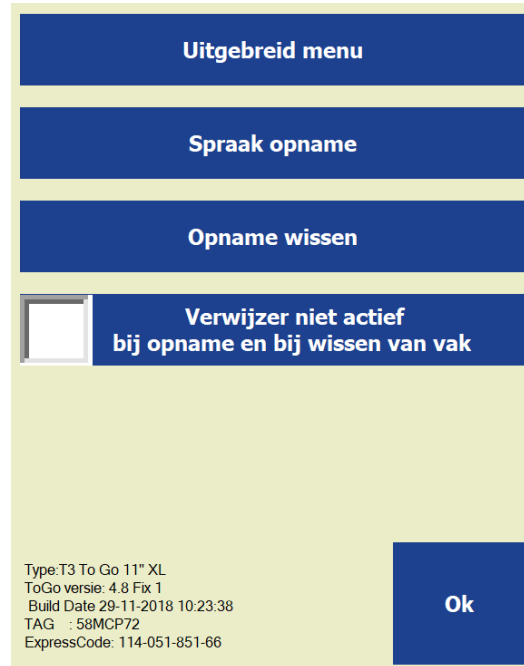 Uitgebreid menu
Spraak opname
Opname wissen
Verwijzer niet actief
bij opname en bij wissen van vak
Type:T3 To Go 11" XL
ToGo versie: 4.8 Fix 1
Build Date 29-11-2018 10:23:38
TAG : 58MCP72
ExpressCode: 114-051-851-66
Ok